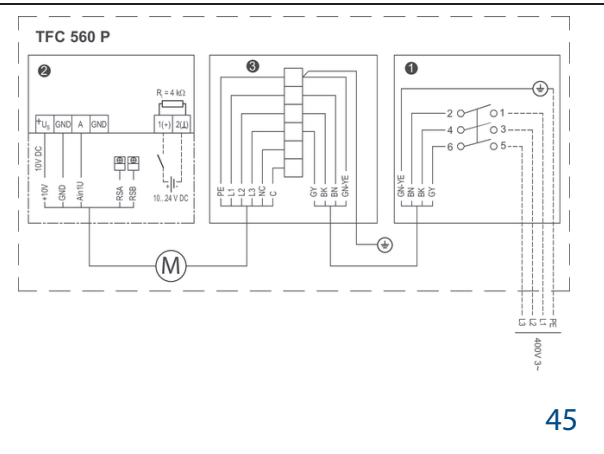 TFC 560 P
2
3
1
Rᵢ = 4 kΩ
+Uₛ GND A GND
1(+) 2(⊥)
10V DC
+10V
GND
Ain1U
RSA
RSB
+ -
10...24 V DC
PE
L1
L2
L3
NC
C
GY
BK
BN
GN-YE
2 1
4 3
6 5
GN-YE
BN
BK
GY
M
L3
L2
L1
PE
400V 3~
45